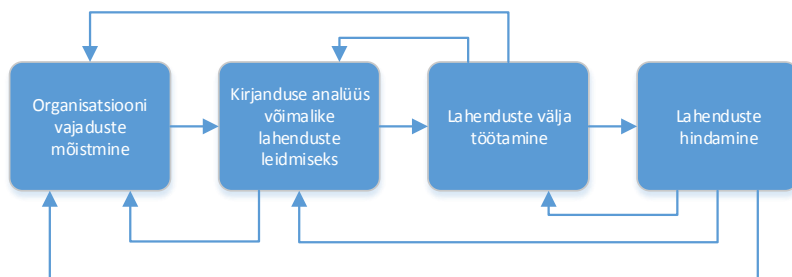 Organisatsiooni
vajaduste
mõistmine
Kirjanduse analüüs
võimalike
lahenduste
leidmiseks
Lahenduste välja
töötamine
Lahenduste
hindamine